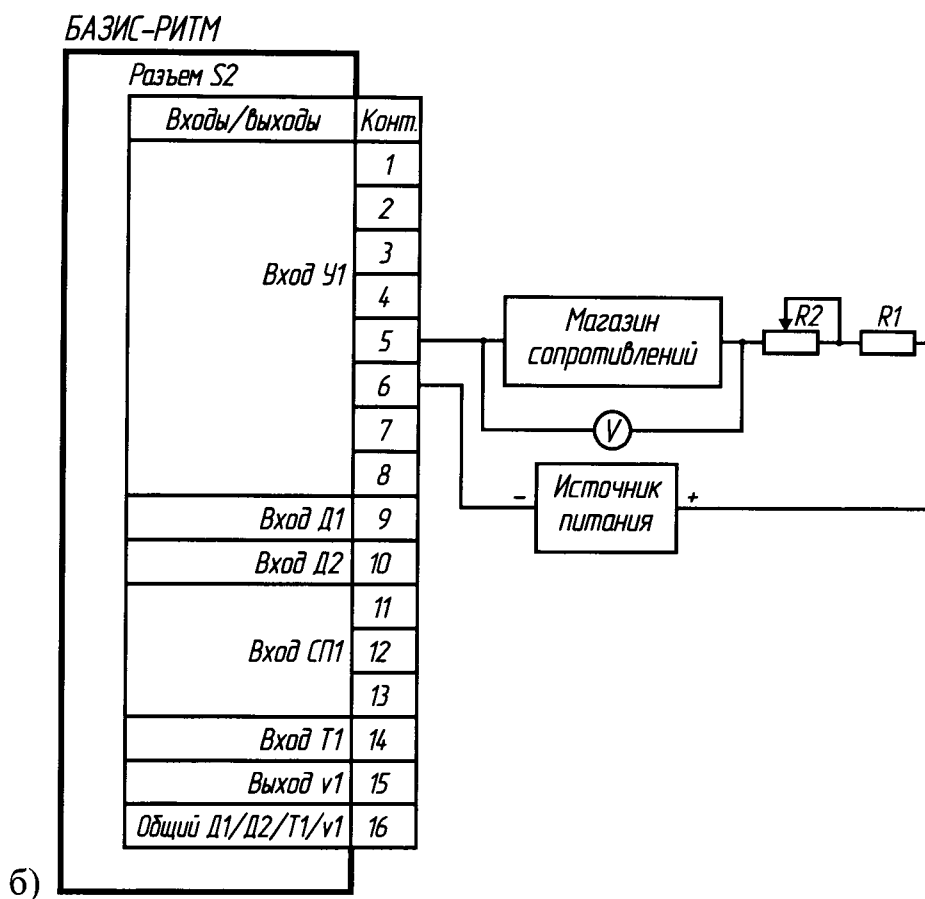 БАЗИС-РИТМ
Разъем S2
Входы/выходы Конт.
1
2
3
Вход У1
4
5
6
7
8
Вход Д1 9
Вход Д2 10
11
Вход СП1 12
13
Вход Т1 14
Выход v1 15
Общий Д1/Д2/Т1/v1 16
Магазин
сопротивлений
R2 R1
V
- Источник +
питания
б)